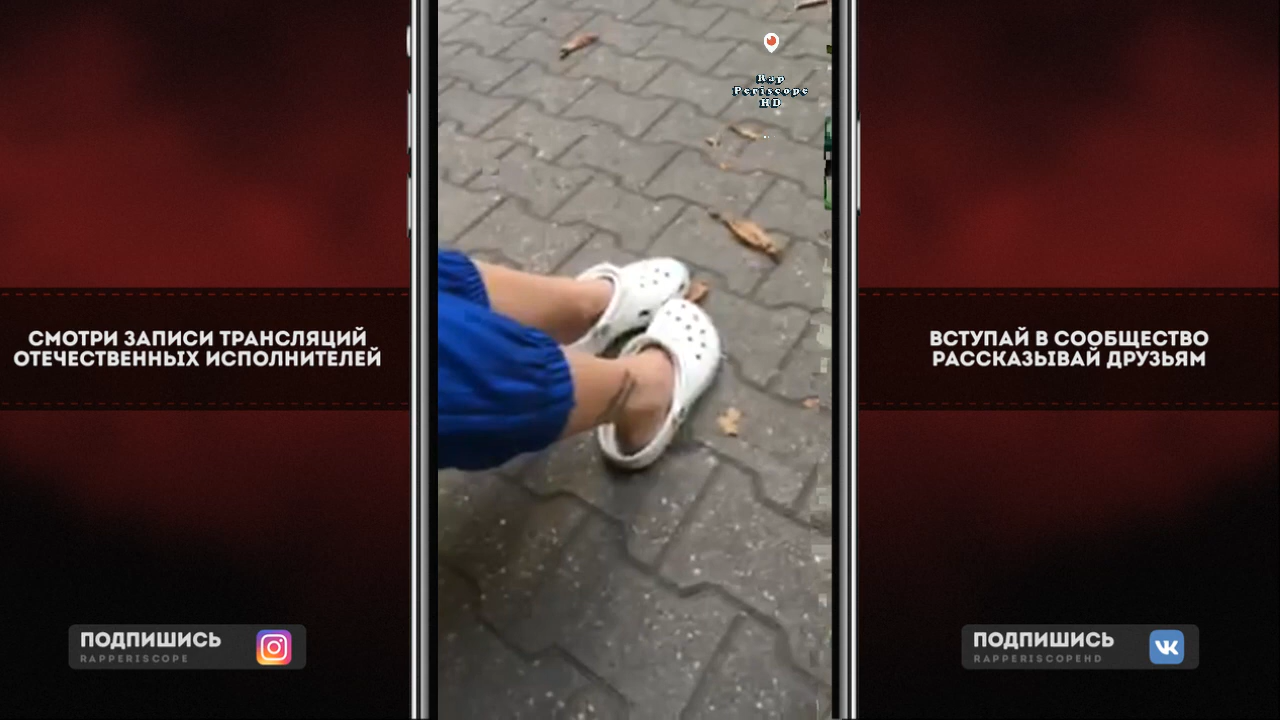 Rap
Periscope
HD
СМОТРИ ЗАПИСИ ТРАНСЛЯЦИЙ
ОТЕЧЕСТВЕННЫХ ИСПОЛНИТЕЛЕЙ
ВСТУПАЙ В СООБЩЕСТВО
РАССКАЗЫВАЙ ДРУЗЬЯМ
ПОДПИШИСЬ
RAPPERISCOPE
ПОДПИШИСЬ
RAPPERISCOPEHD